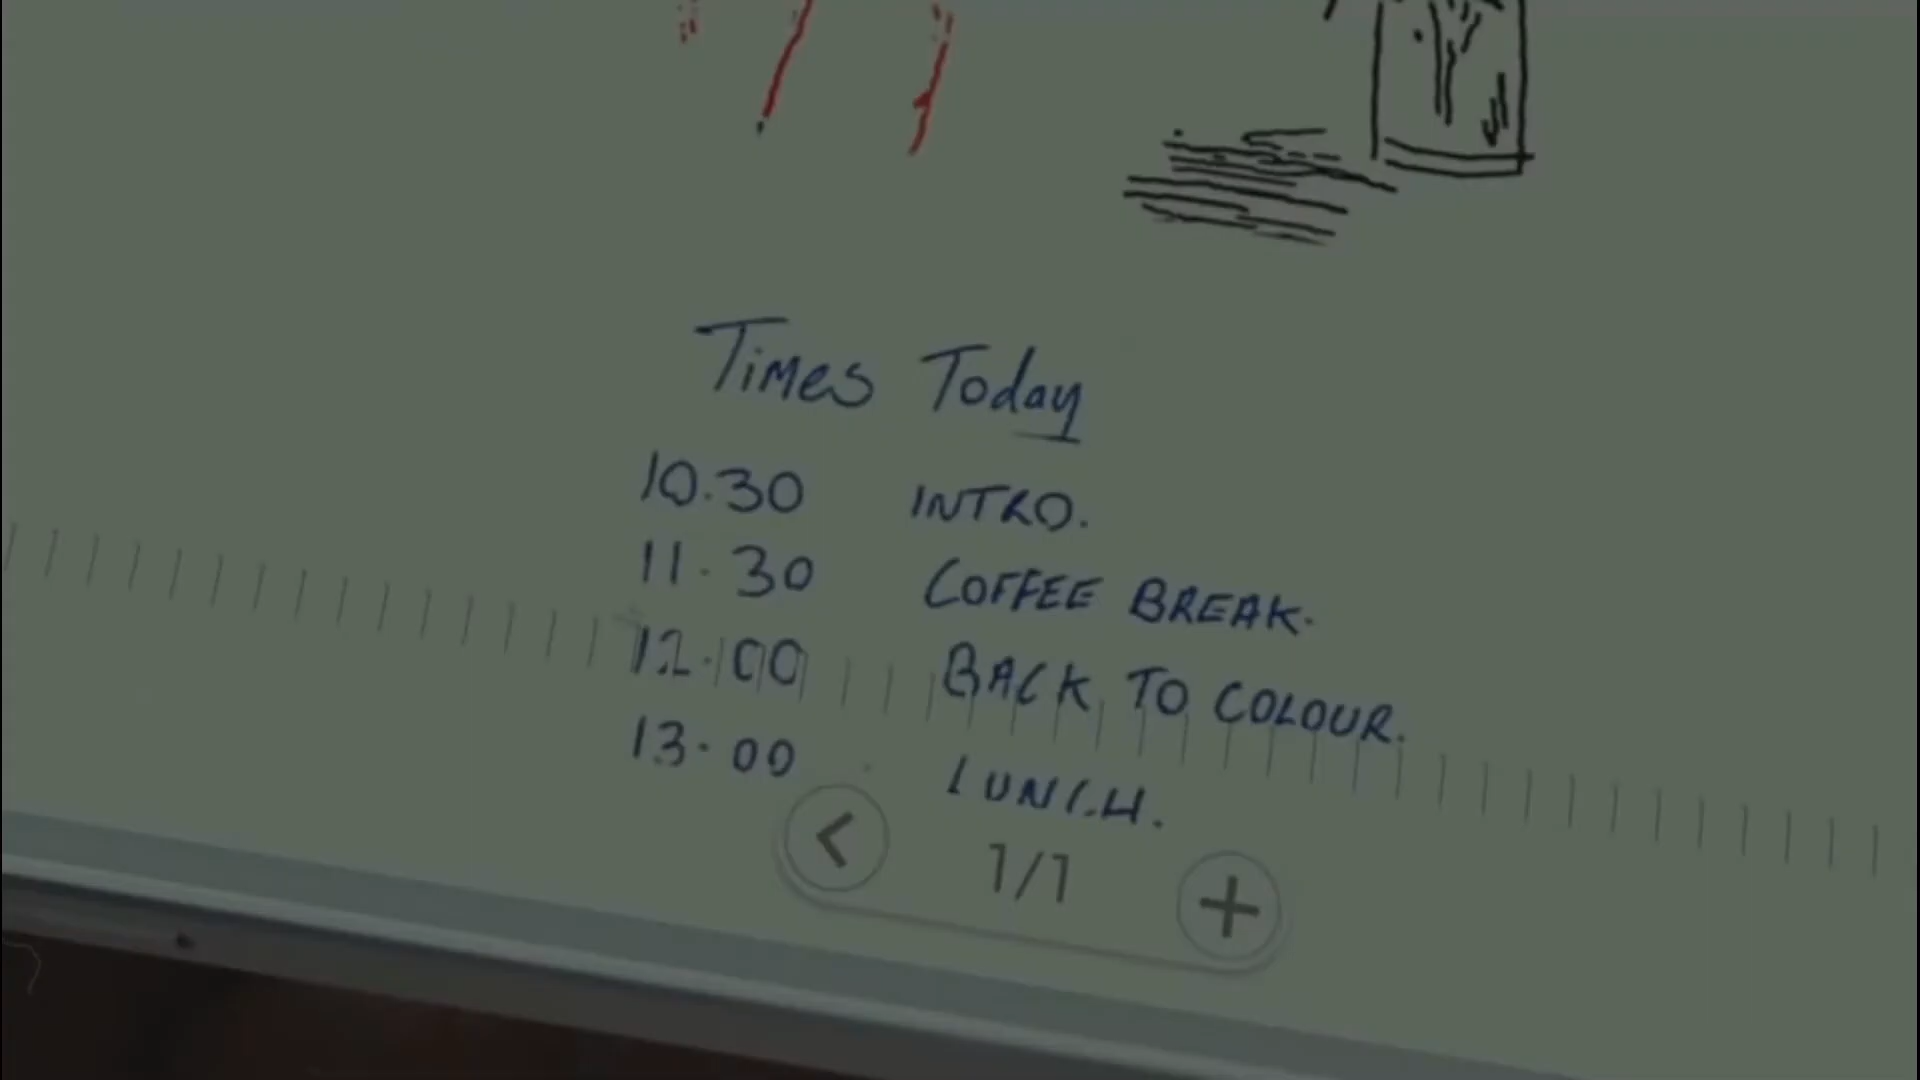 Times Today
10.30 INTRO.
11.30 COFFEE BREAK.
12.00 BACK TO COLOUR.
13.00 LUNCH.
1/1